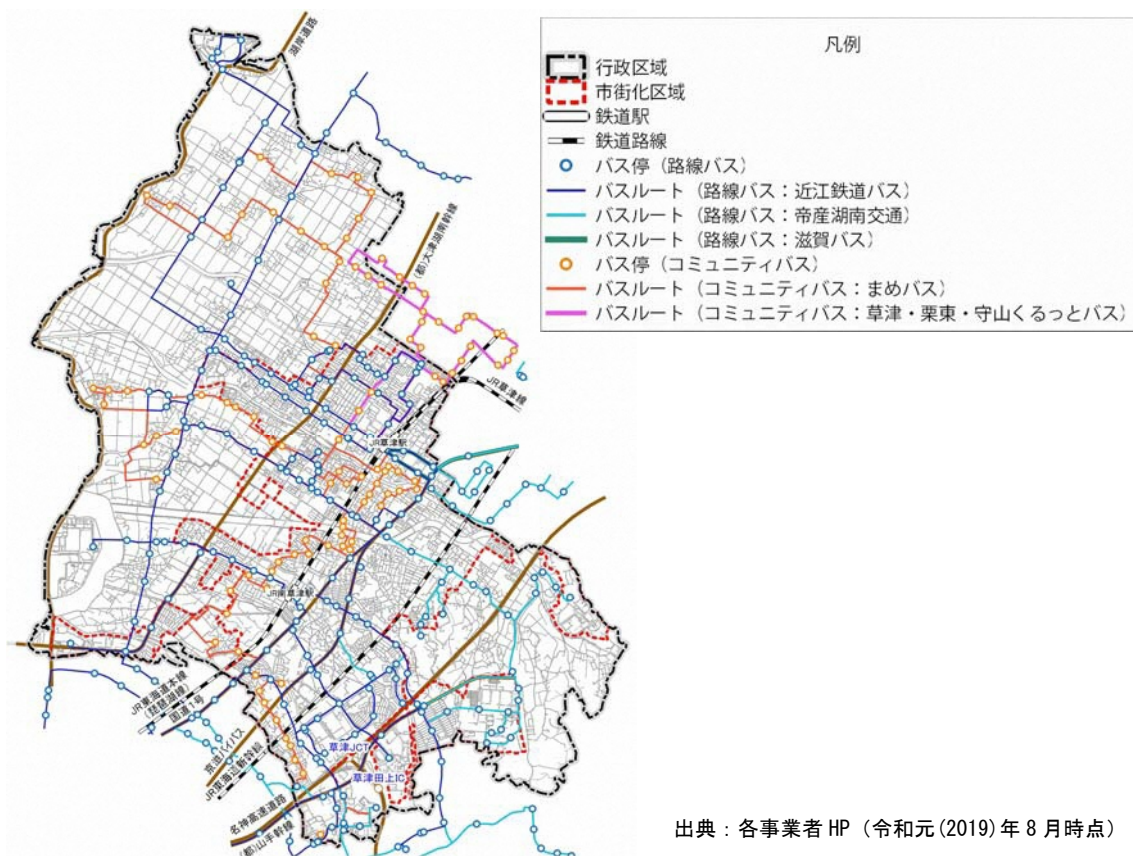 湖岸道路
(都)大津湖南幹線
JR草津線
JR草津駅
JR南草津駅
JR東海道本線
(琵琶湖線)
国道1号
京滋バイパス
JR東海道新幹線
草津JCT
草津田上IC
名神高速道路
(都)山手幹線
凡例
行政区域
市街化区域
鉄道駅
鉄道路線
バス停（路線バス）
バスルート（路線バス：近江鉄道バス）
バスルート（路線バス：帝産湖南交通）
バスルート（路線バス：滋賀バス）
バス停（コミュニティバス）
バスルート（コミュニティバス：まめバス）
バスルート（コミュニティバス：草津・栗東・守山くるっとバス）
出典：各事業者HP（令和元(2019)年8月時点）